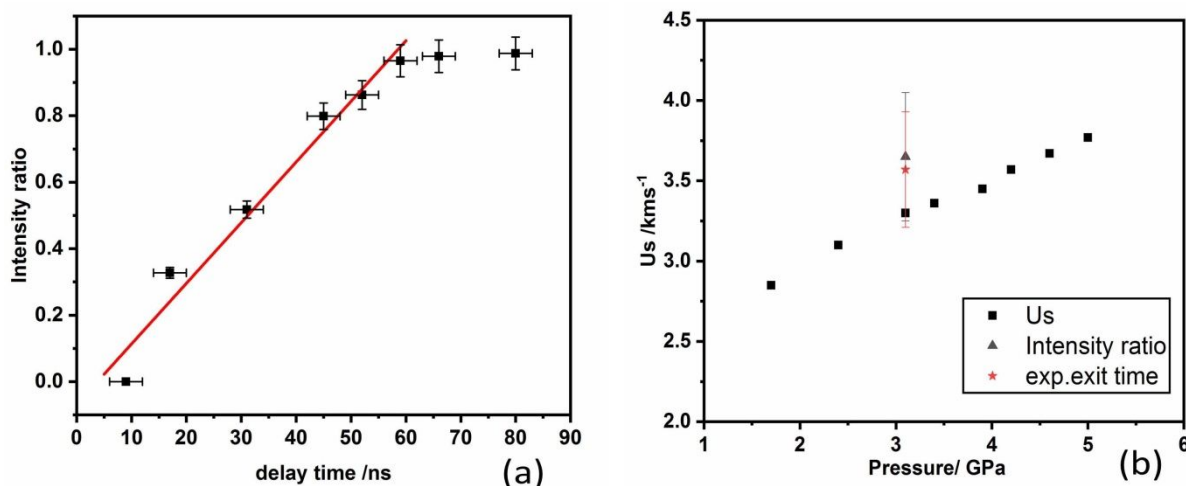 Intensity ratio
1.0
0.8
0.6
0.4
0.2
0.0
0 10 20 30 40 50 60 70 80 90
delay time /ns
(a)
Us /kms⁻¹
4.5
4.0
3.5
3.0
2.5
2.0
Us
Intensity ratio
exp.exit time
1 2 3 4 5 6
Pressure/ GPa
(b)